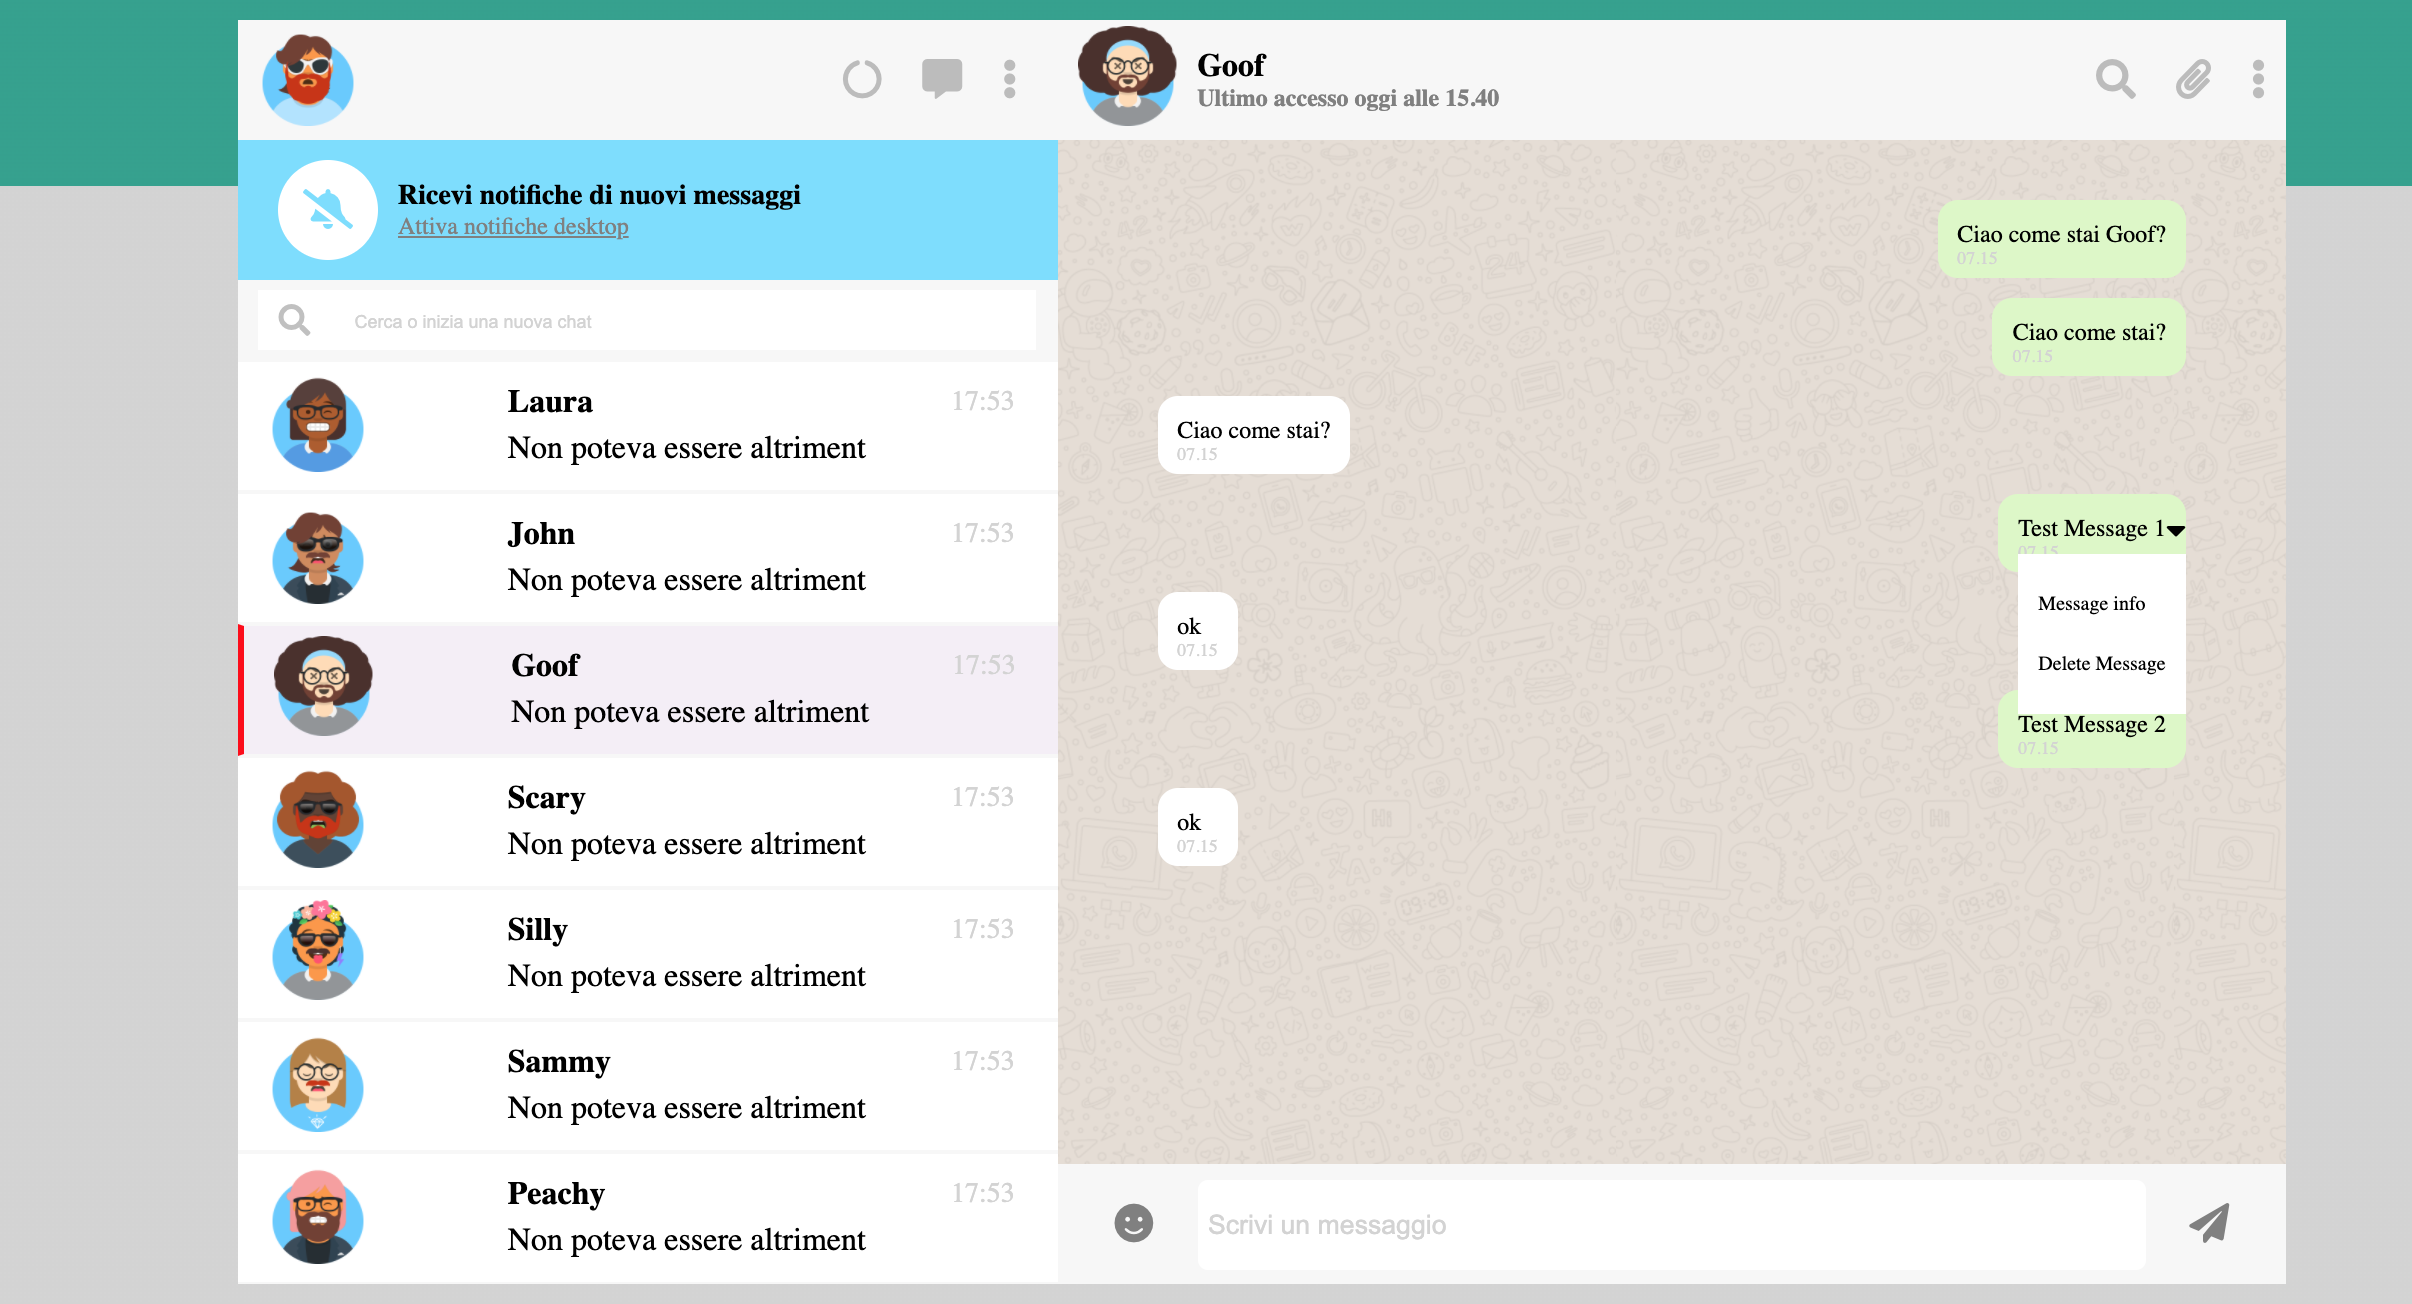 Goof
Ultimo accesso oggi alle 15.40
Ricevi notifiche di nuovi messaggi
Attiva notifiche desktop
Cerca o inizia una nuova chat
Laura
17:53
Non poteva essere altriment
John
17:53
Non poteva essere altriment
Goof
17:53
Non poteva essere altriment
Scary
17:53
Non poteva essere altriment
Silly
17:53
Non poteva essere altriment
Sammy
17:53
Non poteva essere altriment
Peachy
17:53
Non poteva essere altriment
Ciao come stai Goof?
07.15
Ciao come stai?
07.15
Ciao come stai?
07.15
Test Message 1
07.15
Message info
Delete Message
ok
07.15
Test Message 2
07.15
ok
07.15
Scrivi un messaggio